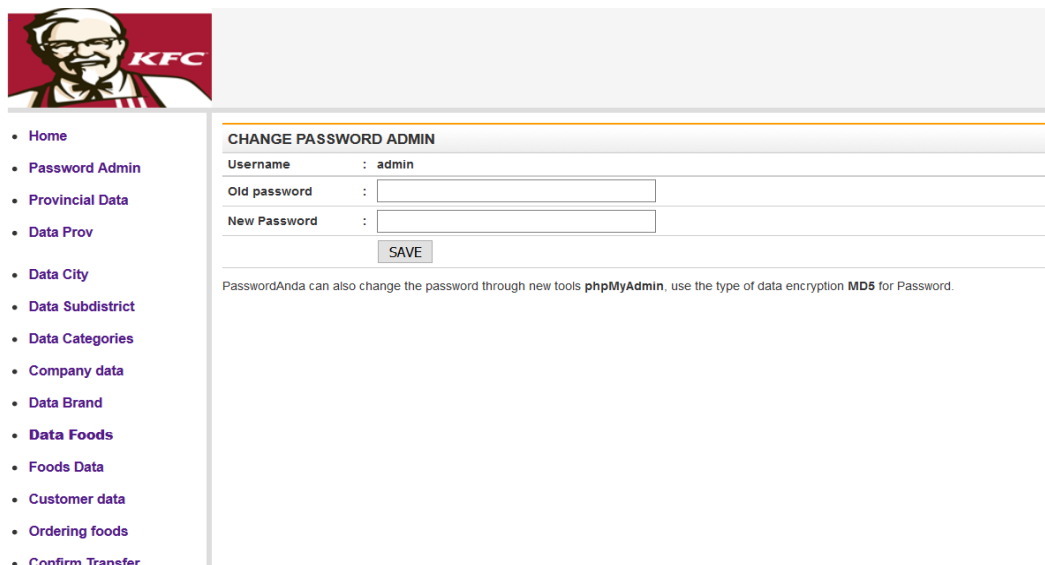 KFC
Home
Password Admin
Provincial Data
Data Prov
Data City
Data Subdistrict
Data Categories
Company data
Data Brand
Data Foods
Foods Data
Customer data
Ordering foods
Confirm Transfer
CHANGE PASSWORD ADMIN
Username : admin
Old password :
New Password :
SAVE
PasswordAnda can also change the password through new tools phpMyAdmin, use the type of data encryption MD5 for Password.